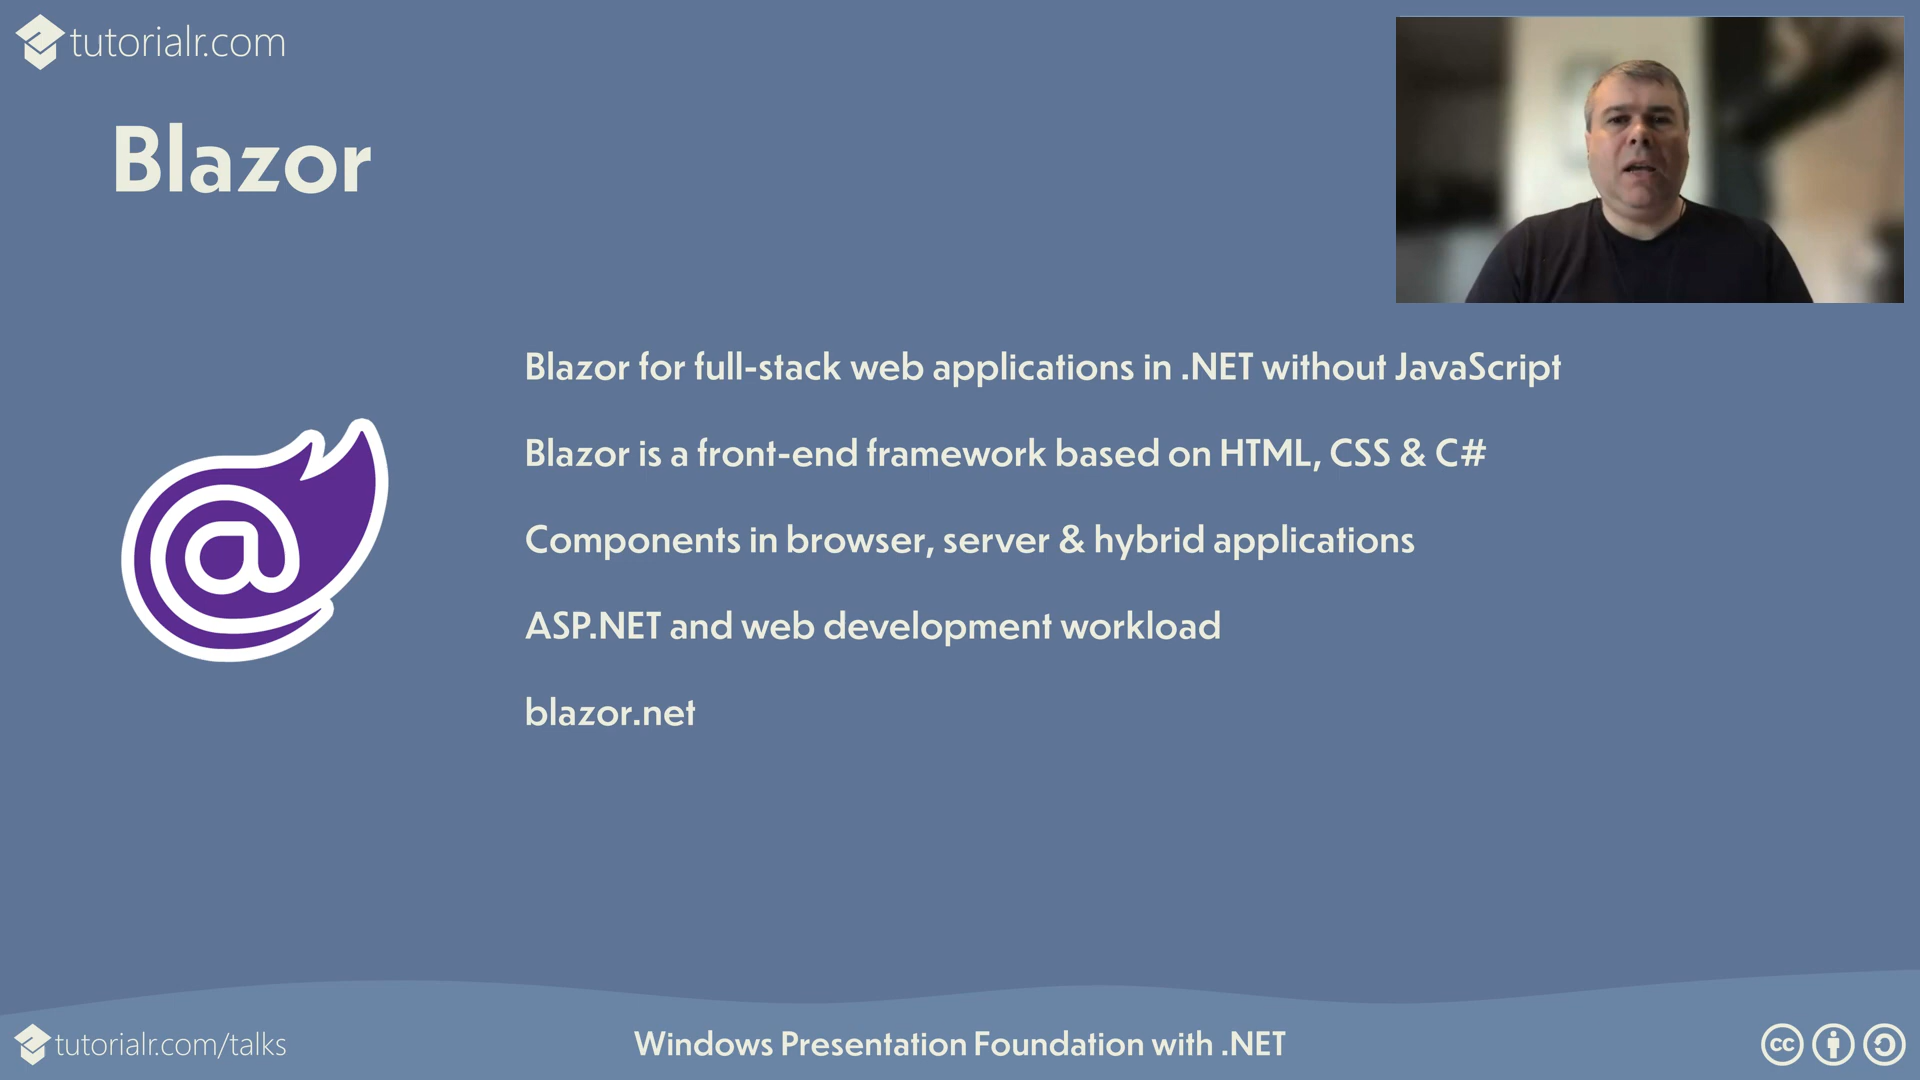 tutorialr.com
Blazor
Blazor for full-stack web applications in .NET without JavaScript
Blazor is a front-end framework based on HTML, CSS & C#
Components in browser, server & hybrid applications
ASP.NET and web development workload
blazor.net
@
tutorialr.com/talks
Windows Presentation Foundation with .NET
cc